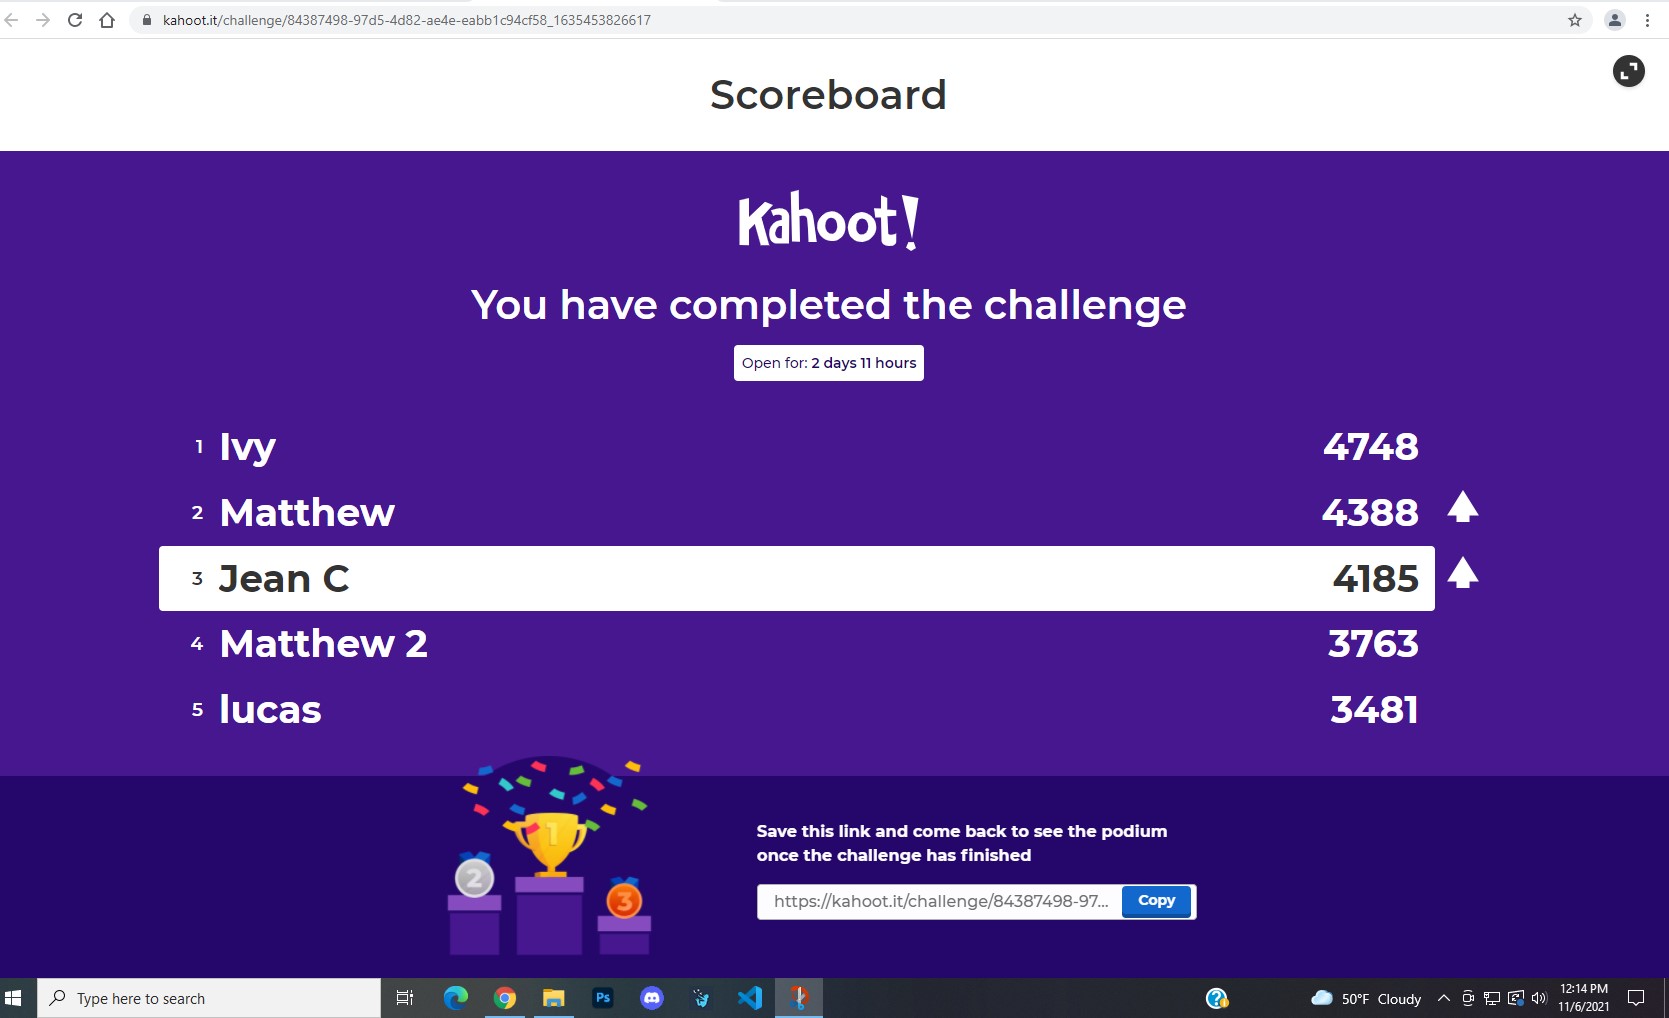 kahoot.it/challenge/84387498-97d5-4d82-ae4e-eabb1c94cf58_1635453826617
Scoreboard
Kahoot!
You have completed the challenge
Open for: 2 days 11 hours
1 Ivy 4748
2 Matthew 4388
3 Jean C 4185
4 Matthew 2 3763
5 lucas 3481
1
2
3
Save this link and come back to see the podium
once the challenge has finished
https://kahoot.it/challenge/84387498-97... Copy
Type here to search
Ps
50°F Cloudy
12:14 PM
11/6/2021